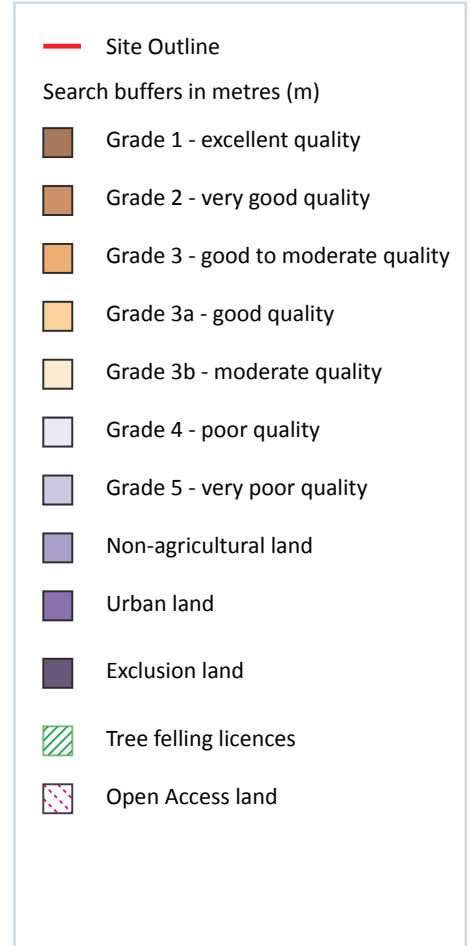 Site Outline
Search buffers in metres (m)
Grade 1 - excellent quality
Grade 2 - very good quality
Grade 3 - good to moderate quality
Grade 3a - good quality
Grade 3b - moderate quality
Grade 4 - poor quality
Grade 5 - very poor quality
Non-agricultural land
Urban land
Exclusion land
Tree felling licences
Open Access land